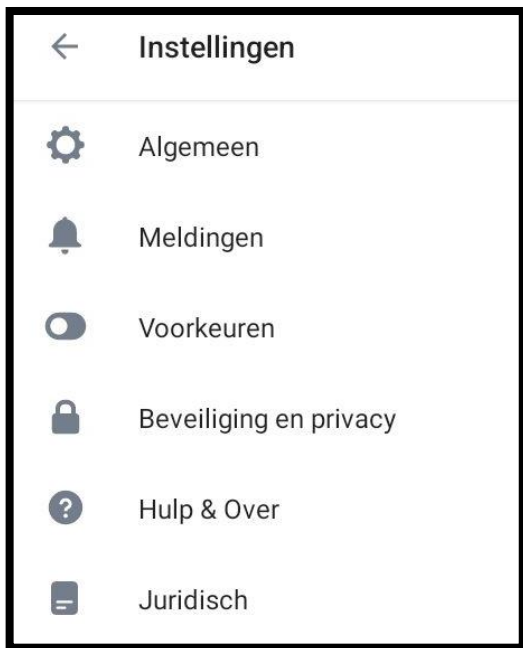 Instellingen
Algemeen
Meldingen
Voorkeuren
Beveiliging en privacy
Hulp & Over
Juridisch